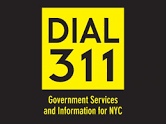 DIAL
311
Government Services
and Information for NYC